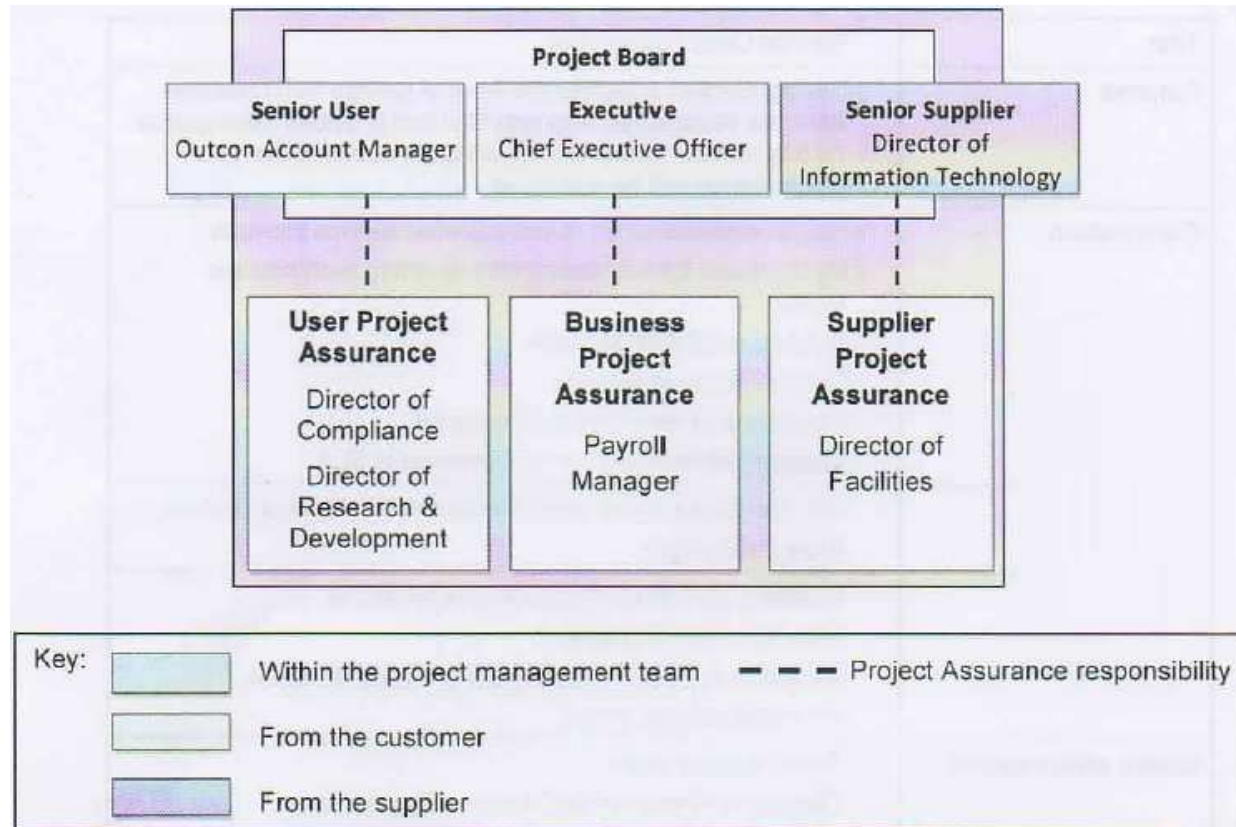 Project Board
Senior User
Outcon Account Manager
Executive
Chief Executive Officer
Senior Supplier
Director of
Information Technology
User Project
Assurance
Director of
Compliance
Director of
Research &
Development
Business
Project
Assurance
Payroll
Manager
Supplier
Project
Assurance
Director of
Facilities
Key:
Within the project management team
Project Assurance responsibility
From the customer
From the supplier